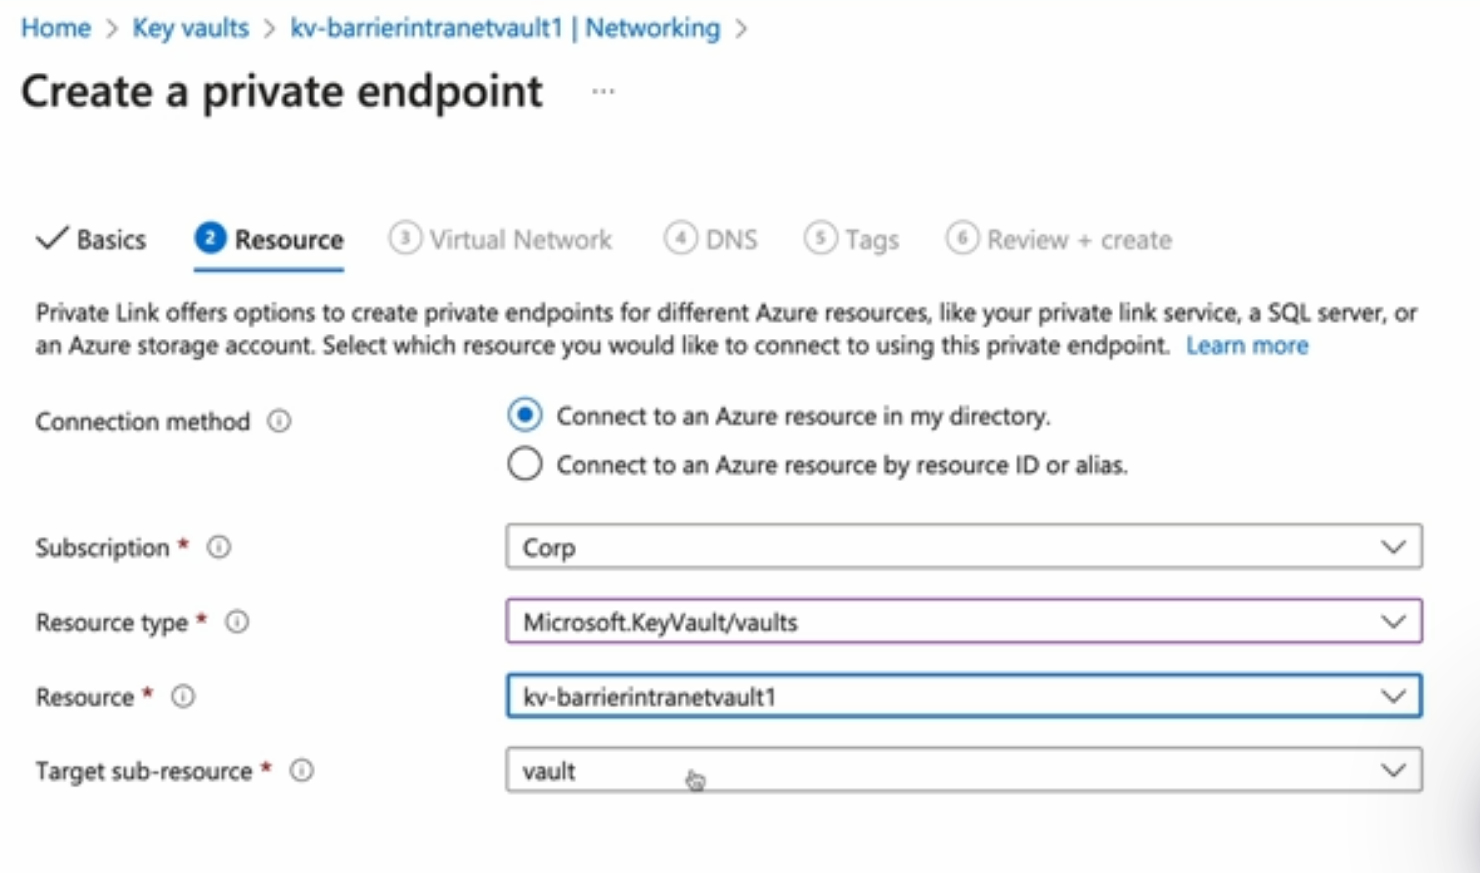 Home > Key vaults > kv-barrierintranetvault1 | Networking >
Create a private endpoint ...
Basics 2 Resource 3 Virtual Network 4 DNS 5 Tags 6 Review + create
Private Link offers options to create private endpoints for different Azure resources, like your private link service, a SQL server, or
an Azure storage account. Select which resource you would like to connect to using this private endpoint. Learn more
Connection method Connect to an Azure resource in my directory.
Connect to an Azure resource by resource ID or alias.
Subscription * Corp
Resource type * Microsoft.KeyVault/vaults
Resource * kv-barrierintranetvault1
Target sub-resource * vault